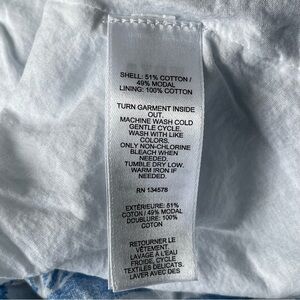 SHELL: 51% COTTON /
49% MODAL
LINING: 100% COTTON
TURN GARMENT INSIDE
OUT.
MACHINE WASH COLD
GENTLE CYCLE.
WASH WITH LIKE
COLORS.
ONLY NON-CHLORINE
BLEACH WHEN
NEEDED.
TUMBLE DRY LOW.
WARM IRON IF
NEEDED.
RN 134578
EXTÉRIEURE: 51%
COTON / 49% MODAL
DOUBLURE: 100%
COTON
RETOURNER LE
VÊTEMENT.
LAVAGE À L'EAU
FROIDE, CYCLE
TEXTILES DÉLICATS.
LAVER AVEC DES